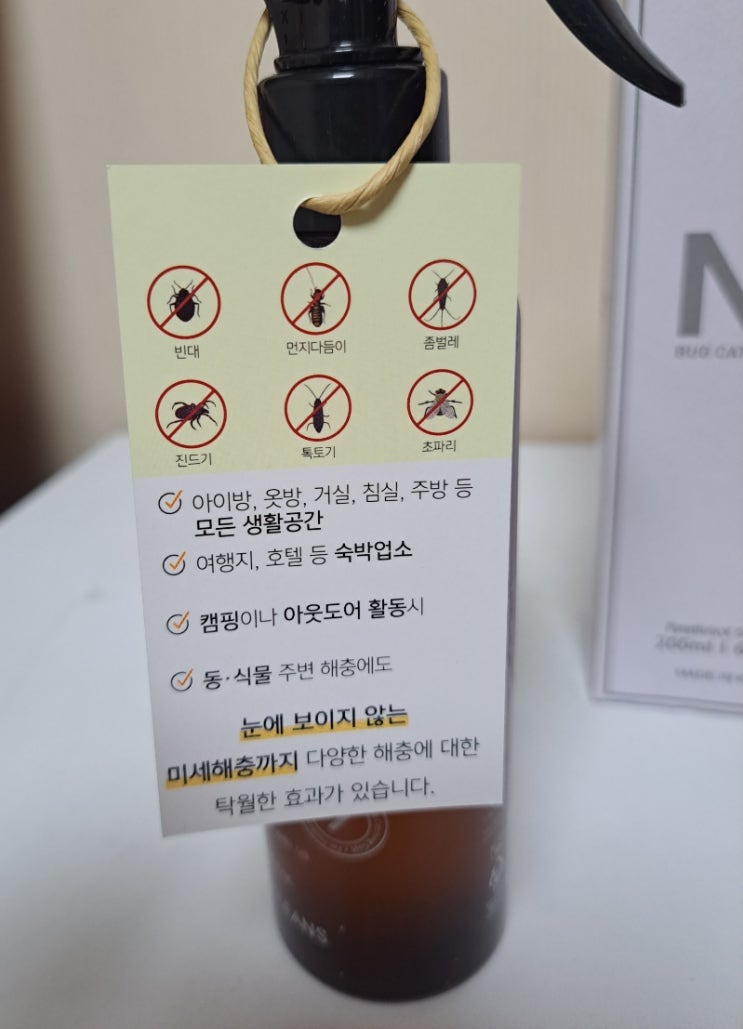 빈대
먼지다듬이
좀벌레
진드기
톡토기
초파리
아이방, 옷방, 거실, 침실, 주방 등
모든 생활공간
여행지, 호텔 등 숙박업소
캠핑이나 아웃도어 활동시
동·식물 주변 해충에도
눈에 보이지 않는
미세해충까지 다양한 해충에 대한
탁월한 효과가 있습니다.
N
BUG CAT
200ml